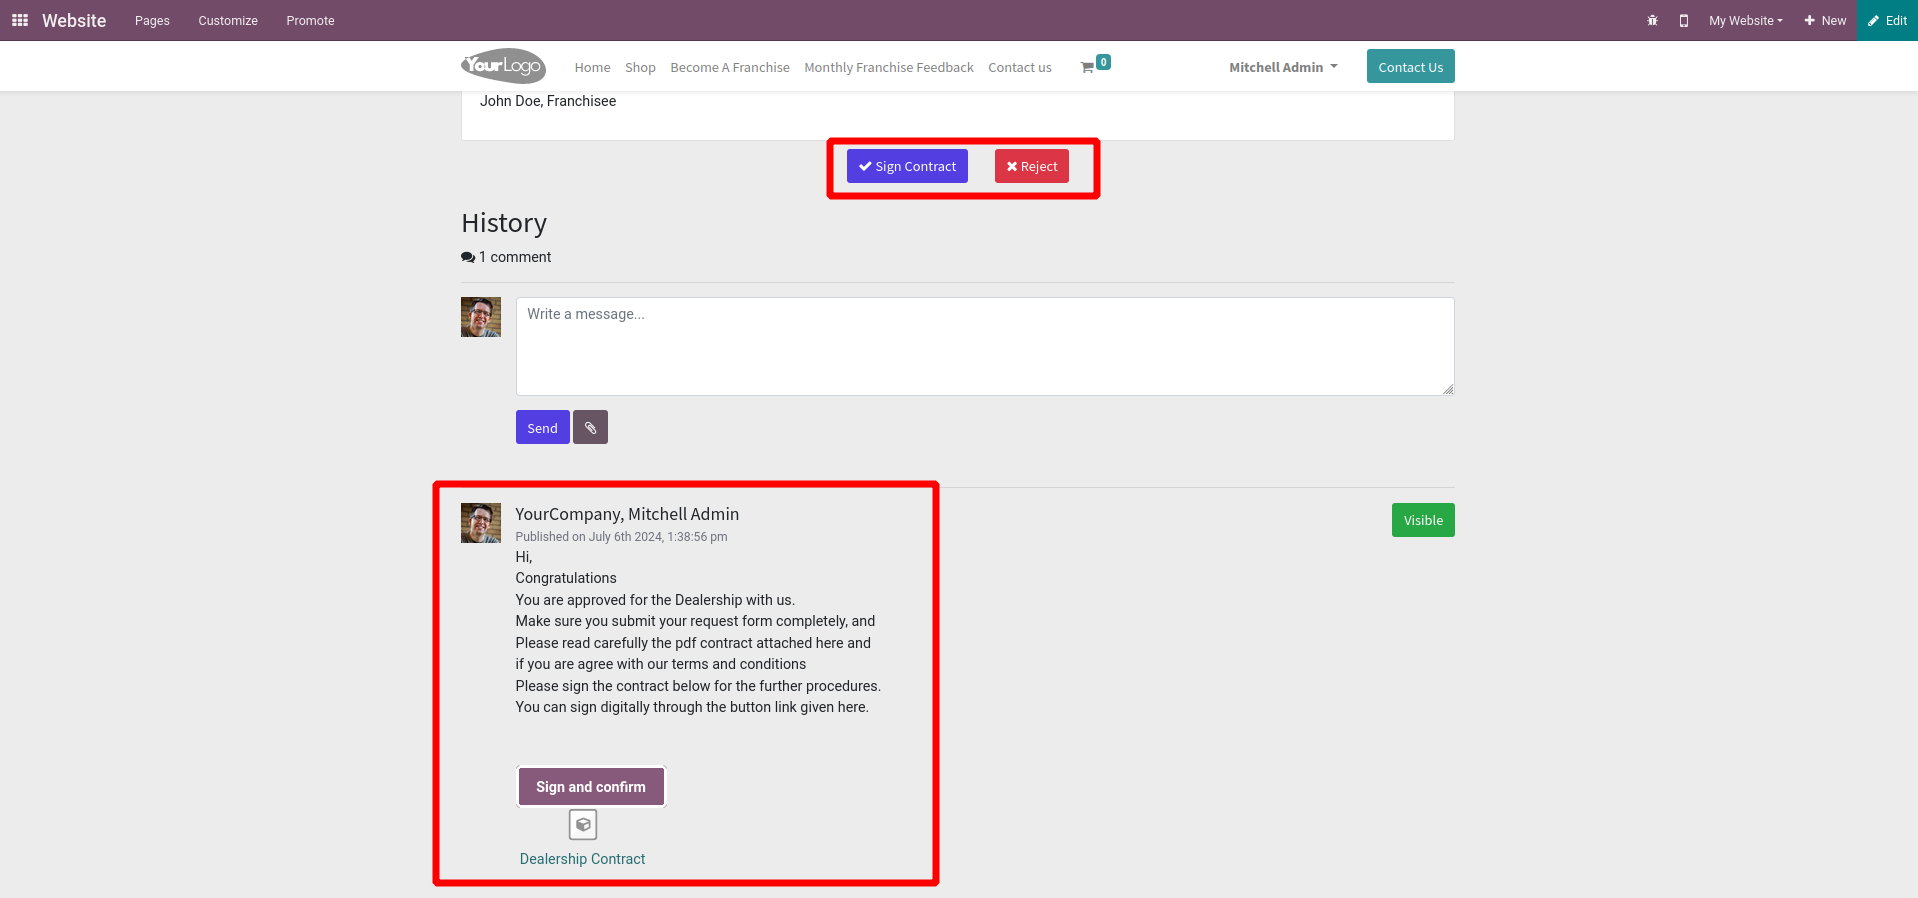 Website Pages Customize Promote My Website New Edit
YourLogo Home Shop Become A Franchise Monthly Franchise Feedback Contact us 0 Mitchell Admin Contact Us
John Doe, Franchisee
Sign Contract Reject
History
1 comment
Write a message...
Send
YourCompany, Mitchell Admin
Visible
Published on July 6th 2024, 1:38:56 pm
Hi,
Congratulations
You are approved for the Dealership with us.
Make sure you submit your request form completely, and
Please read carefully the pdf contract attached here and
if you are agree with our terms and conditions
Please sign the contract below for the further procedures.
You can sign digitally through the button link given here.
Sign and confirm
Dealership Contract